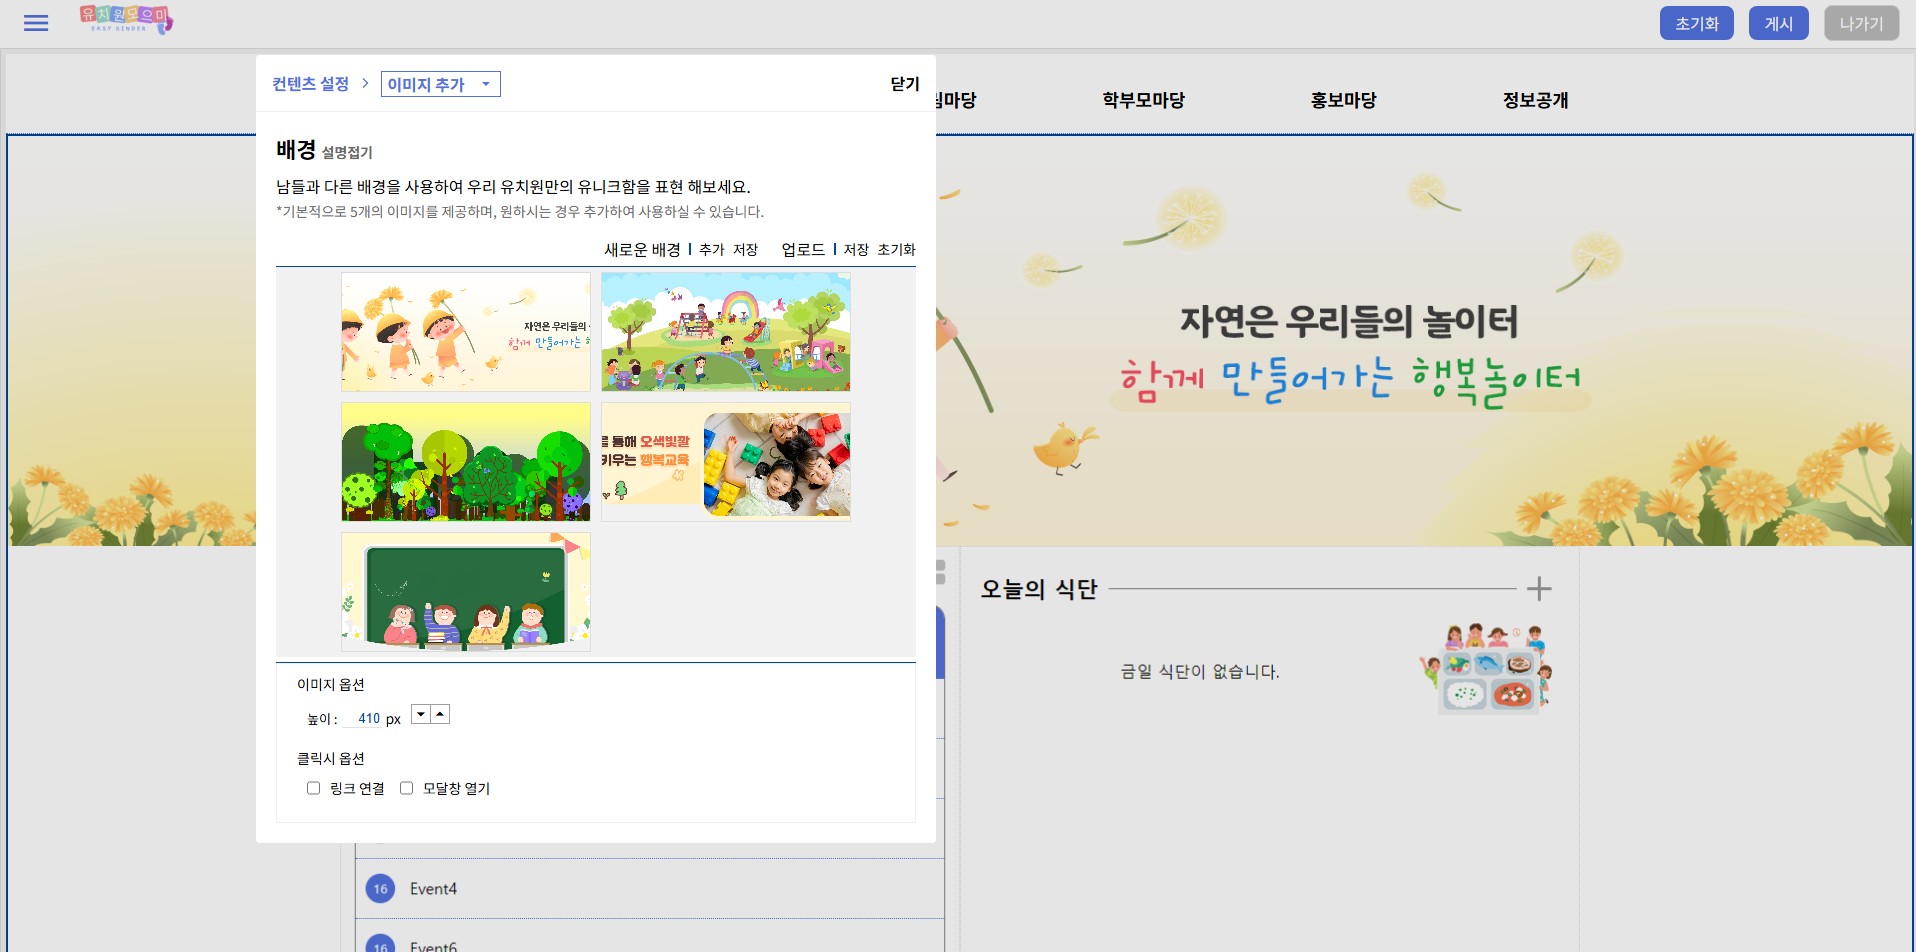 유치원모으미
EASY KINDER
초기화
게시
나가기
컨텐츠 설정 > 이미지 추가
닫기
림마당
학부모마당
홍보마당
정보공개
배경 설명접기
남들과 다른 배경을 사용하여 우리 유치원만의 유니크함을 표현 해보세요.
*기본적으로 5개의 이미지를 제공하며, 원하시는 경우 추가하여 사용하실 수 있습니다.
새로운 배경 | 추가 저장 업로드 | 저장 초기화
자연은 우리들의
함께 만들어가는
를 통해 오색빛깔
키우는 행복교육
이미지 옵션
높이 : 410 px
클릭시 옵션
링크 연결
모달창 열기
자연은 우리들의 놀이터
함께 만들어가는 행복놀이터
오늘의 식단
금일 식단이 없습니다.
16 Event4
16 Event6